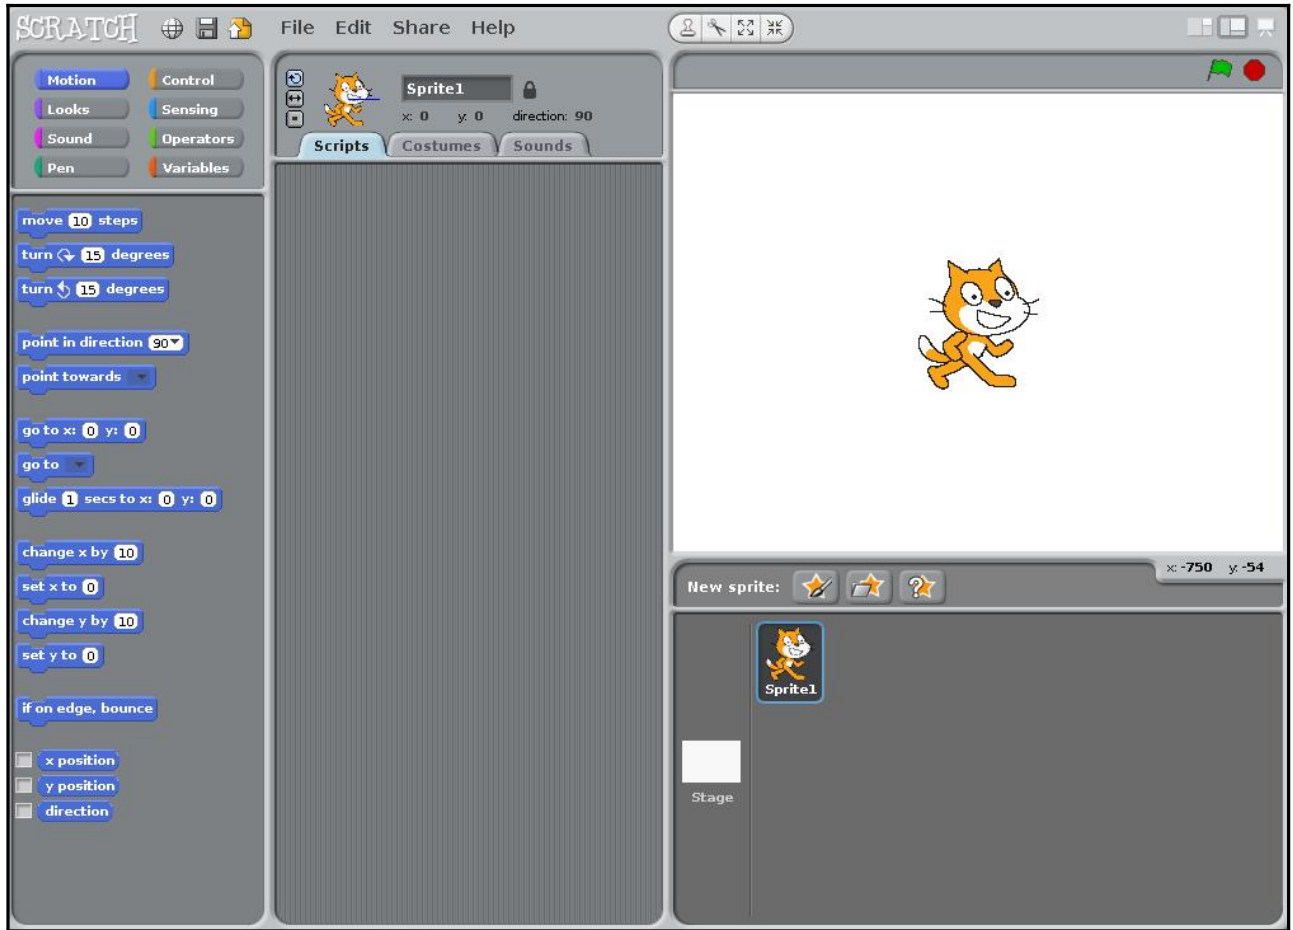 SCRATCH File Edit Share Help
Motion Control
Looks Sensing
Sound Operators
Pen Variables
move 10 steps
turn 15 degrees
turn 15 degrees
point in direction 90
point towards
go to x: 0 y: 0
go to
glide 1 secs to x: 0 y: 0
change x by 10
set x to 0
change y by 10
set y to 0
if on edge, bounce
x position
y position
direction
Sprite1
x: 0 y: 0 direction: 90
Scripts Costumes Sounds
x: -750 y: -54
New sprite:
Sprite1
Stage